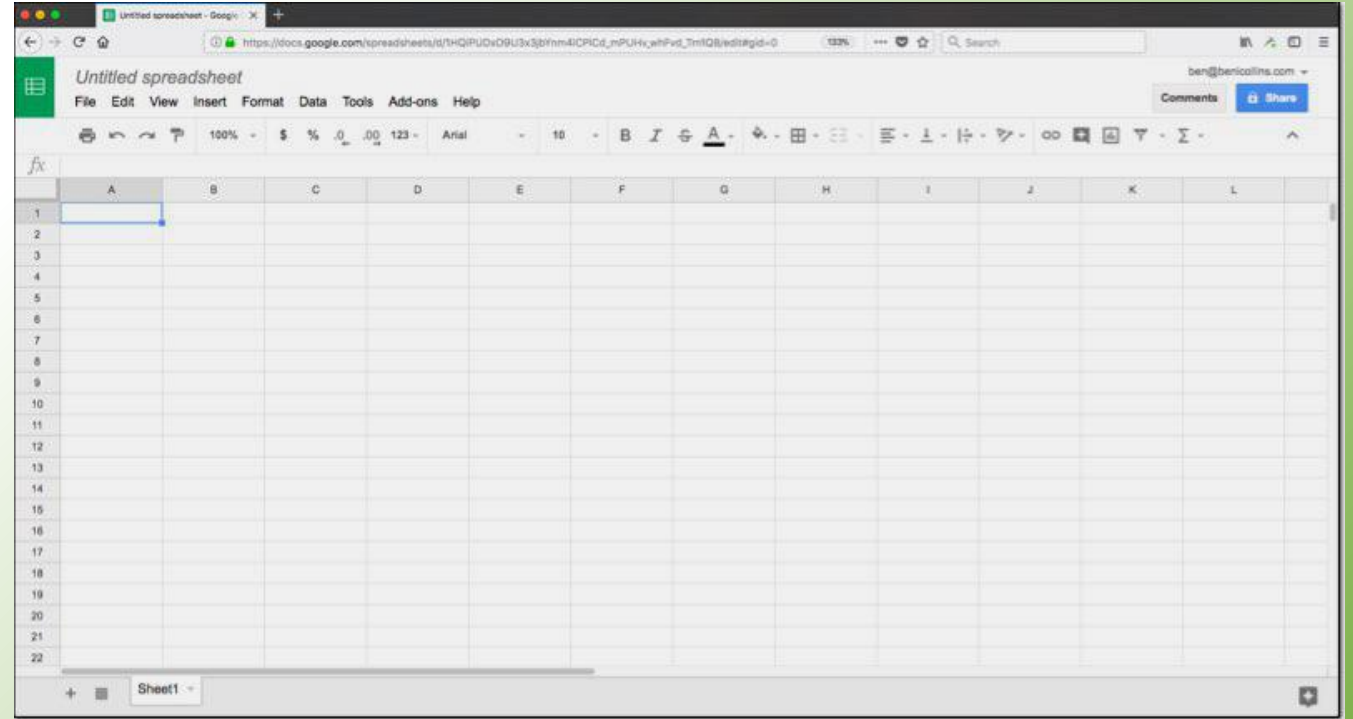 Untitled spreadsheet - Google
Search
133%
ben@benlcollins.com
Untitled spreadsheet
File Edit View Insert Format Data Tools Add-ons Help
Comments
Share
100% $ % .0 .00 123 Arial 10 B I S A
fx
A B C D E F G H I J K L
1
2
3
4
5
6
7
8
9
10
11
12
13
14
15
16
17
18
19
20
21
22
Sheet1